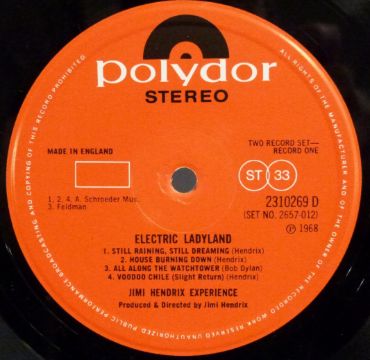 polydor
STEREO
MADE IN ENGLAND
TWO RECORD SET—
RECORD ONE
ST 33
1, 2, 4. A. Schroeder Mus.
3. Feldman
2310269 D
(SET NO. 2657-012)
℗ 1968
ELECTRIC LADYLAND
1. STILL RAINING, STILL DREAMING (Hendrix)
2. HOUSE BURNING DOWN (Hendrix)
3. ALL ALONG THE WATCHTOWER (Bob Dylan)
4. VOODOO CHILE (Slight Return) (Hendrix)
JIMI HENDRIX EXPERIENCE
Produced & Directed by Jimi Hendrix
ALL RIGHTS OF THE MANUFACTURER AND OF THE OWNER OF THE RECORDED WORK RESERVED UNAUTHORISED PUBLIC PERFORMANCE BROADCASTING AND COPYING OF THIS RECORD PROHIBITED